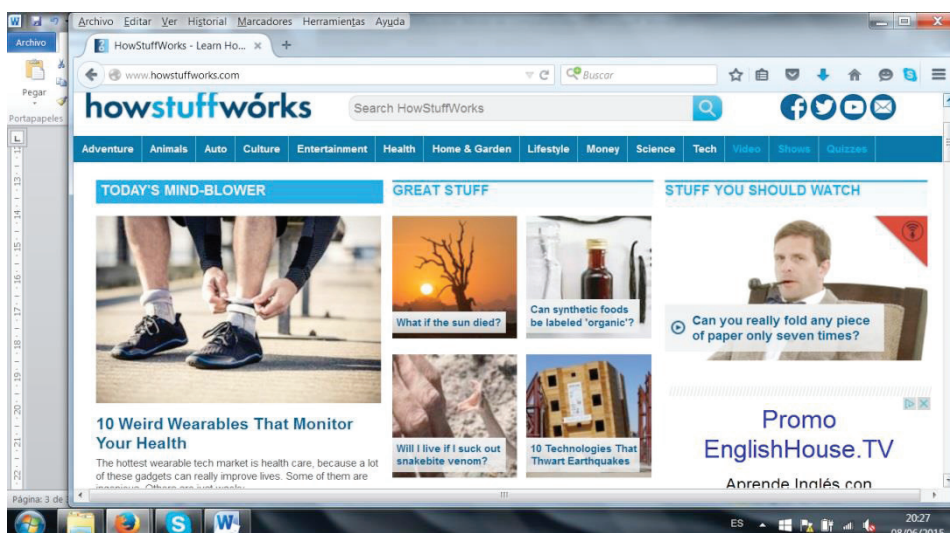 Archivo Editar Ver Historial Marcadores Herramientas Ayuda
Archivo
HowStuffWorks - Learn Ho... × +
www.howstuffworks.com
Buscar
Pegar
Portapapeles
howstuffwórks
Search HowStuffWorks
Adventure Animals Auto Culture Entertainment Health Home & Garden Lifestyle Money Science Tech Video Shows Quizzes
TODAY'S MIND-BLOWER
GREAT STUFF
STUFF YOU SHOULD WATCH
What if the sun died?
Can synthetic foods
be labeled 'organic'?
Can you really fold any piece
of paper only seven times?
10 Weird Wearables That Monitor
Your Health
The hottest wearable tech market is health care, because a lot
of these gadgets can really improve lives. Some of them are
Will I live if I suck out
snakebite venom?
10 Technologies That
Thwart Earthquakes
Promo
EnglishHouse.TV
Aprende Inglés con
Página: 3 de
ES
20:27
08/06/2015